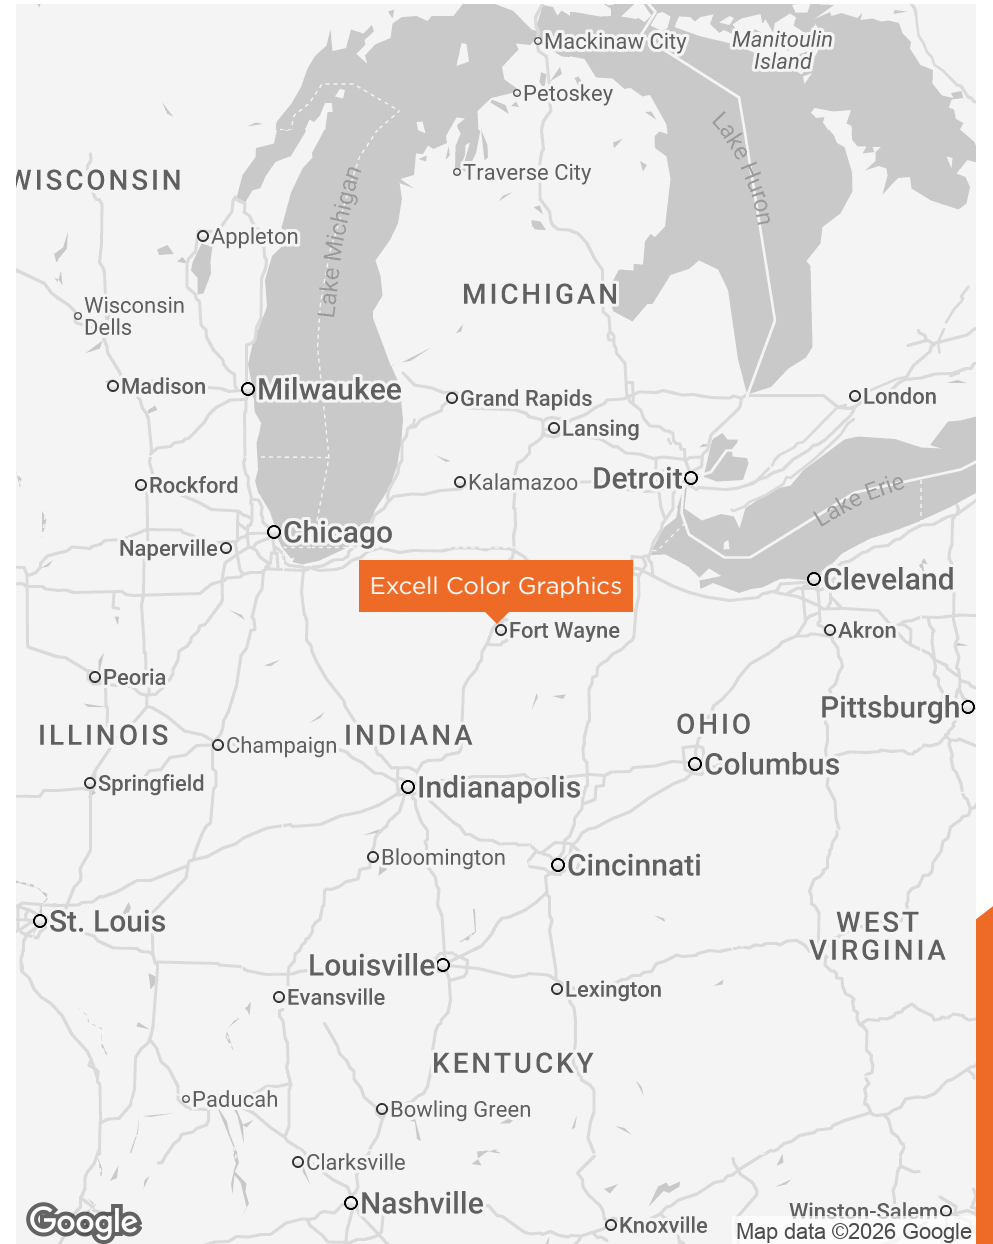 Mackinaw City
Manitoulin
Island
Petoskey
Lake Huron
Traverse City
WISCONSIN
Lake Michigan
Appleton
MICHIGAN
Wisconsin
Dells
Madison
Milwaukee
Grand Rapids
London
Lansing
Kalamazoo
Detroit
Rockford
Lake Erie
Chicago
Naperville
Excell Color Graphics
Cleveland
Fort Wayne
Akron
Peoria
Pittsburgh
OHIO
ILLINOIS
INDIANA
Champaign
Columbus
Springfield
Indianapolis
Bloomington
Cincinnati
St. Louis
WEST
VIRGINIA
Louisville
Lexington
Evansville
KENTUCKY
Paducah
Bowling Green
Clarksville
Nashville
Winston-Salem
Knoxville
Google
Map data ©2026 Google